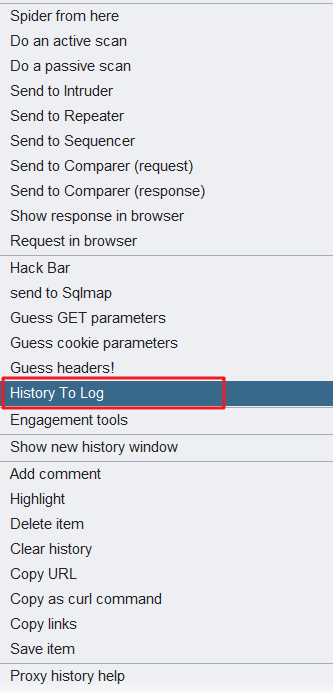 Spider from here
Do an active scan
Do a passive scan
Send to Intruder
Send to Repeater
Send to Sequencer
Send to Comparer (request)
Send to Comparer (response)
Show response in browser
Request in browser
Hack Bar
send to Sqlmap
Guess GET parameters
Guess cookie parameters
Guess headers!
History To Log
Engagement tools
Show new history window
Add comment
Highlight
Delete item
Clear history
Copy URL
Copy as curl command
Copy links
Save item
Proxy history help